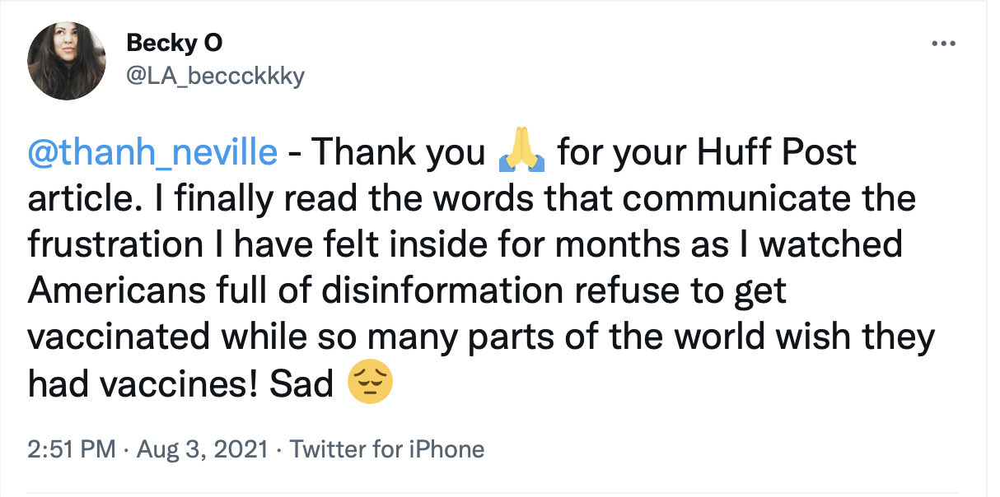 Becky O
@LA_beccckkky
@thanh_neville - Thank you 🙏 for your Huff Post
article. I finally read the words that communicate the
frustration I have felt inside for months as I watched
Americans full of disinformation refuse to get
vaccinated while so many parts of the world wish they
had vaccines! Sad 😔
2:51 PM · Aug 3, 2021 · Twitter for iPhone